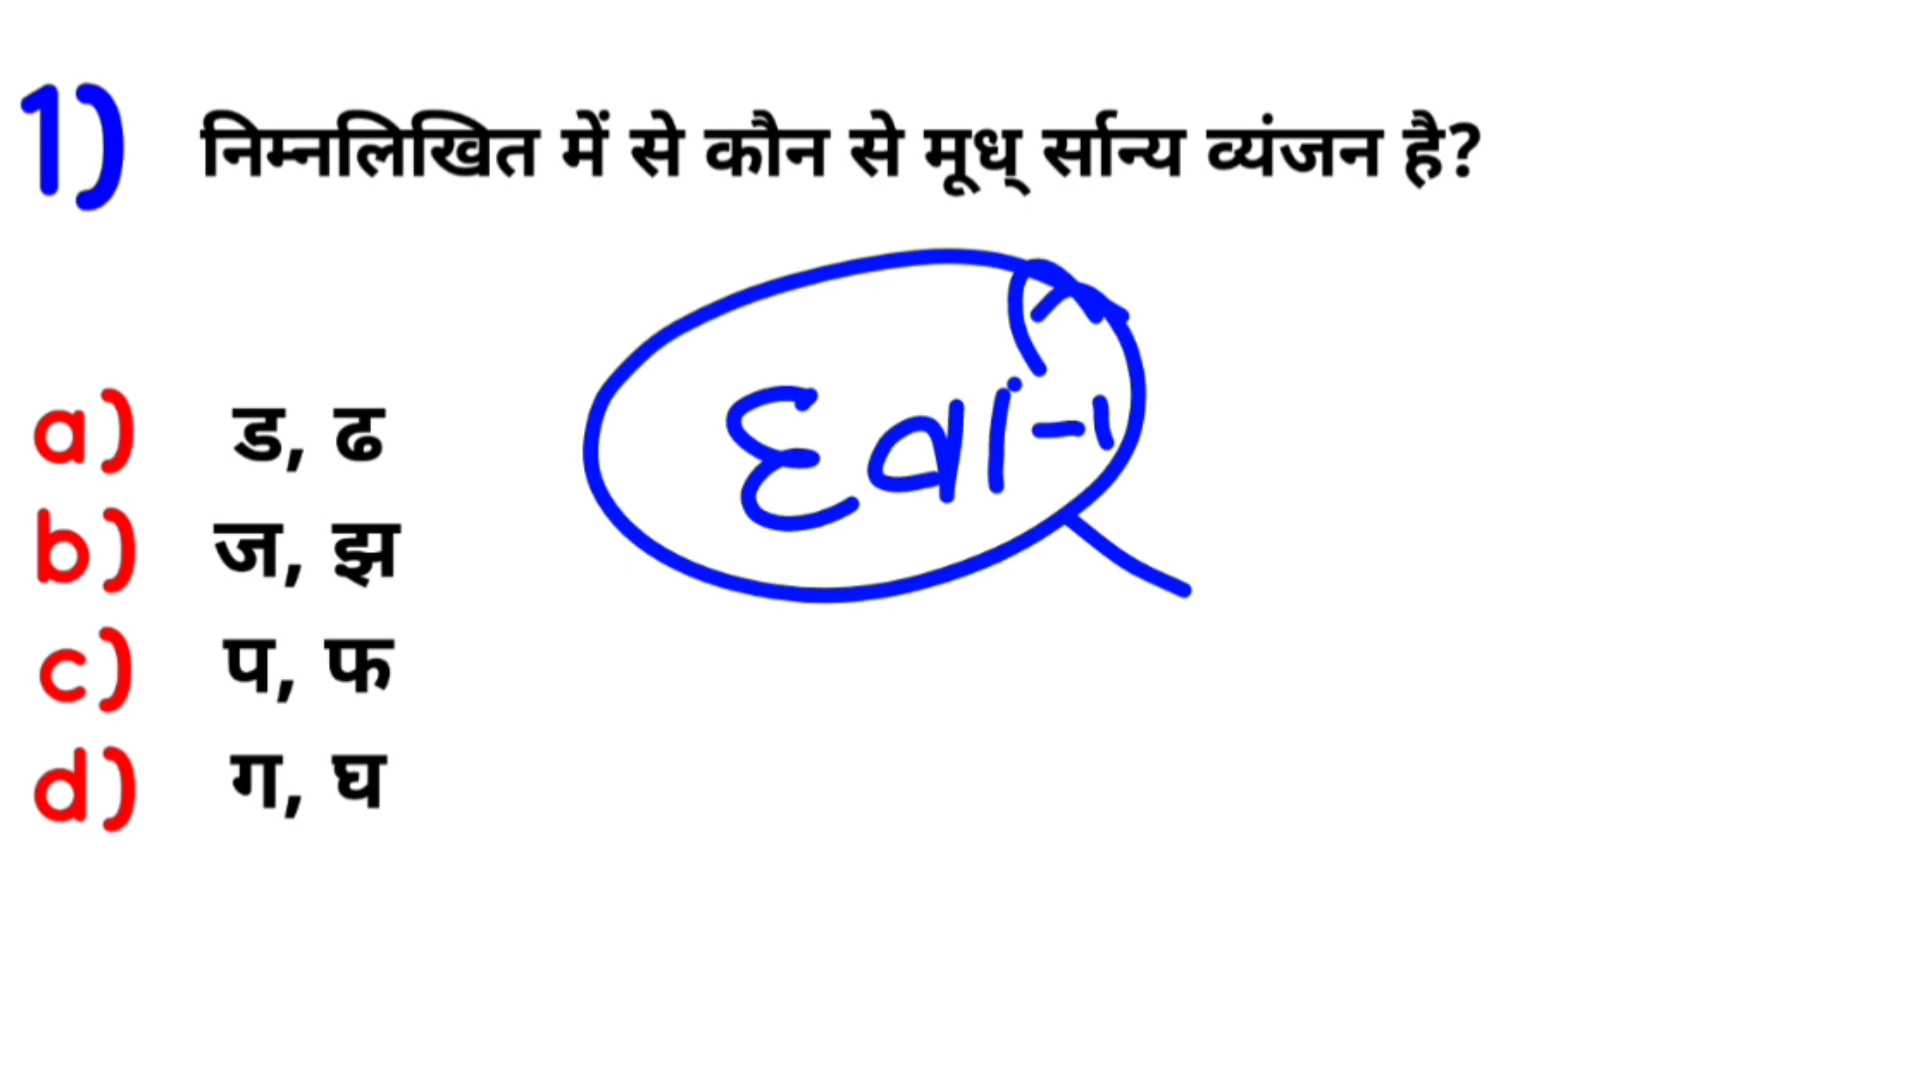 1) निम्नलिखित में से कौन से मूध् र्सान्य व्यंजन है?
a) ड, ढ
b) ज, झ
c) प, फ
d) ग, घ